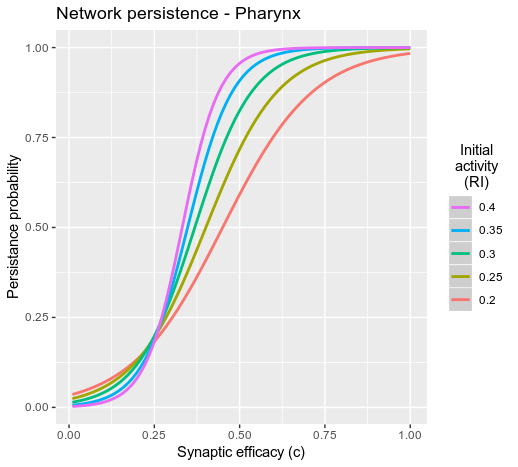 Network persistence - Pharynx
Persistance probability
1.00
0.75
0.50
0.25
0.00
0.00 0.25 0.50 0.75 1.00
Synaptic efficacy (c)
Initial
activity
(RI)
0.4
0.35
0.3
0.25
0.2